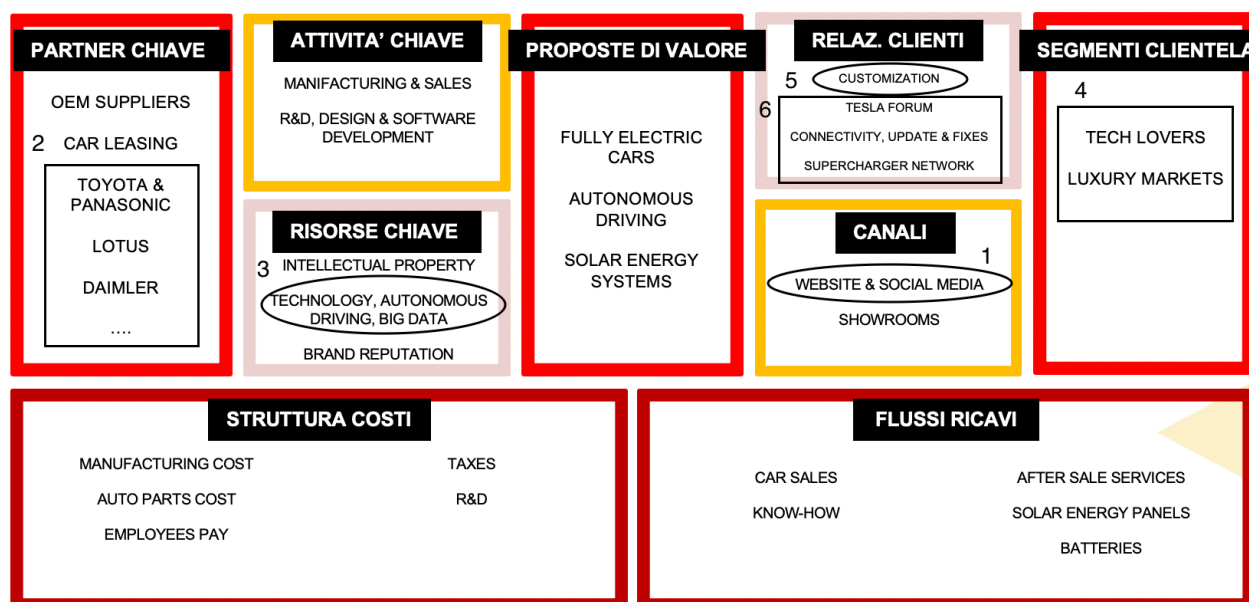 PARTNER CHIAVE
OEM SUPPLIERS
2
CAR LEASING
TOYOTA &
PANASONIC
LOTUS
DAIMLER
....
ATTIVITA’ CHIAVE
MANIFACTURING & SALES
R&D, DESIGN & SOFTWARE
DEVELOPMENT
RISORSE CHIAVE
3
INTELLECTUAL PROPERTY
TECHNOLOGY, AUTONOMOUS
DRIVING, BIG DATA
BRAND REPUTATION
PROPOSTE DI VALORE
FULLY ELECTRIC
CARS
AUTONOMOUS
DRIVING
SOLAR ENERGY
SYSTEMS
RELAZ. CLIENTI
5
CUSTOMIZATION
6
TESLA FORUM
CONNECTIVITY, UPDATE & FIXES
SUPERCHARGER NETWORK
CANALI
1
WEBSITE & SOCIAL MEDIA
SHOWROOMS
SEGMENTI CLIENTELA
4
TECH LOVERS
LUXURY MARKETS
STRUTTURA COSTI
MANUFACTURING COST
AUTO PARTS COST
EMPLOYEES PAY
TAXES
R&D
FLUSSI RICAVI
CAR SALES
KNOW-HOW
AFTER SALE SERVICES
SOLAR ENERGY PANELS
BATTERIES